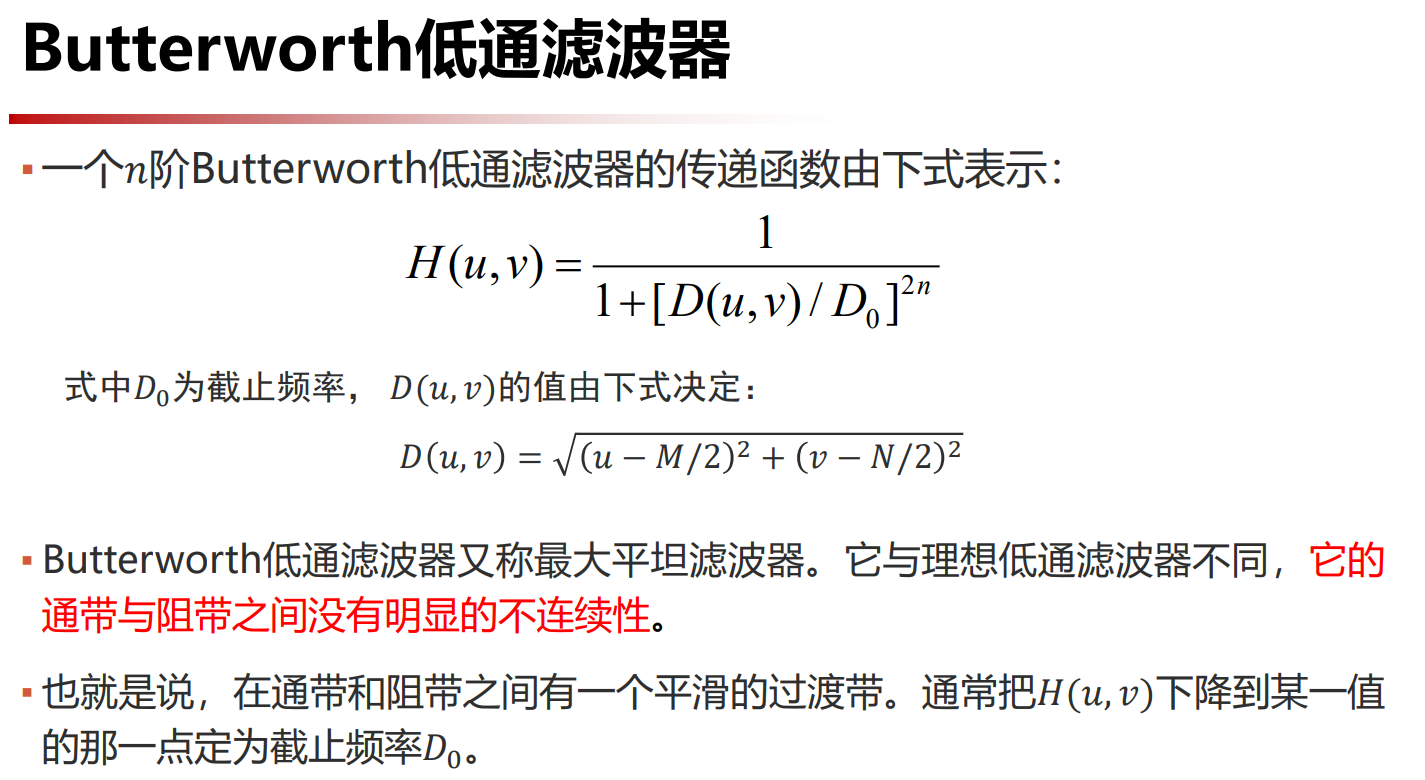 Butterworth低通滤波器
▪一个𝑛阶Butterworth低通滤波器的传递函数由下式表示：
H(u,v) = 1 / (1+[D(u,v)/D₀]²ⁿ)
式中𝐷₀为截止频率， 𝐷(𝑢,𝑣)的值由下式决定：
𝐷(𝑢,𝑣) = √((𝑢 − 𝑀/2)² + (𝑣 − 𝑁/2)²)
▪Butterworth低通滤波器又称最大平坦滤波器。它与理想低通滤波器不同，它的
通带与阻带之间没有明显的不连续性。
▪也就是说，在通带和阻带之间有一个平滑的过渡带。通常把𝐻(𝑢,𝑣)下降到某一值
的那一点定为截止频率𝐷₀。